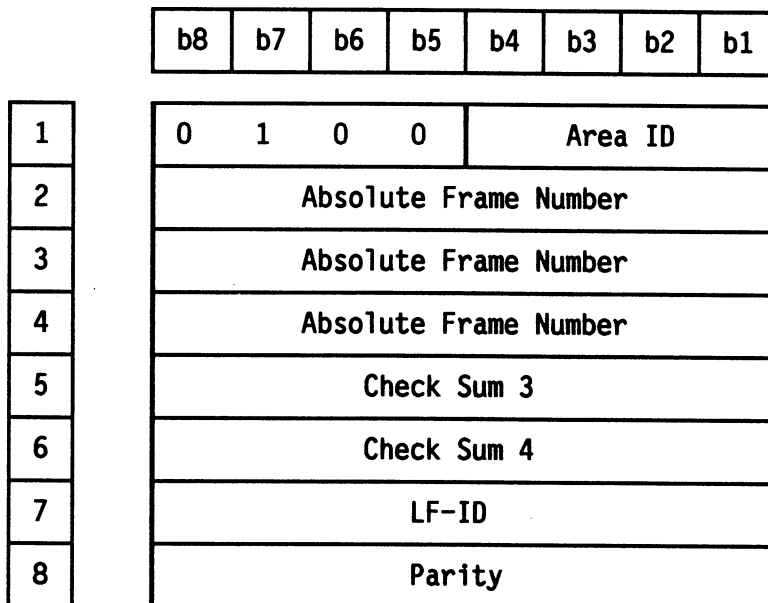 b8 b7 b6 b5 b4 b3 b2 b1
1 0 1 0 0 Area ID
2 Absolute Frame Number
3 Absolute Frame Number
4 Absolute Frame Number
5 Check Sum 3
6 Check Sum 4
7 LF-ID
8 Parity